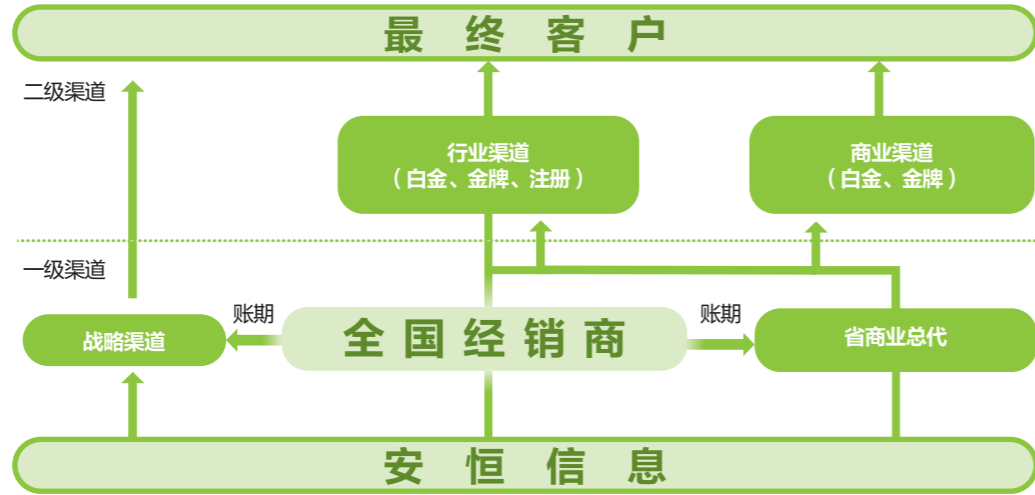 最终客户
二级渠道
行业渠道
（白金、金牌、注册）
商业渠道
（白金、金牌）
一级渠道
战略渠道
账期
全国经销商
账期
省商业总代
安恒信息